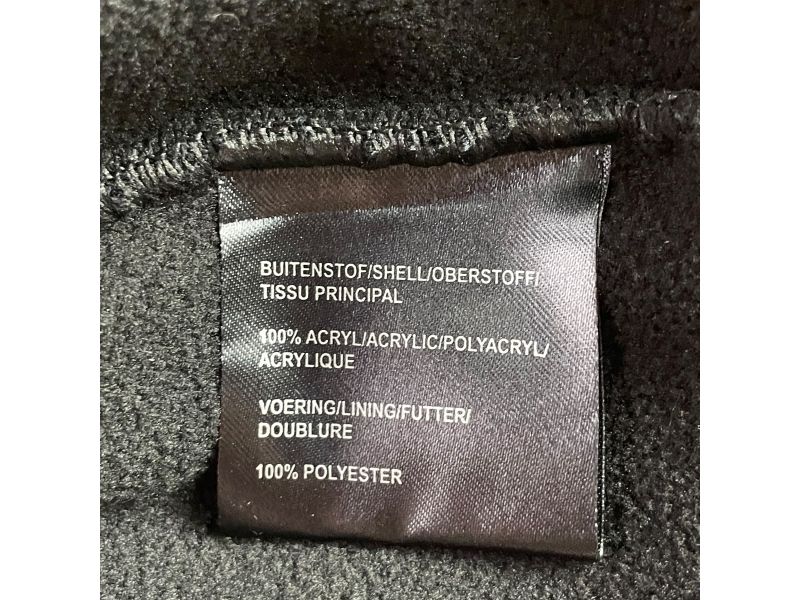 BUITENSTOF/SHELL/OBERSTOFF/
TISSU PRINCIPAL
100% ACRYL/ACRYLIC/POLYACRYL/
ACRYLIQUE
VOERING/LINING/FUTTER/
DOUBLURE
100% POLYESTER